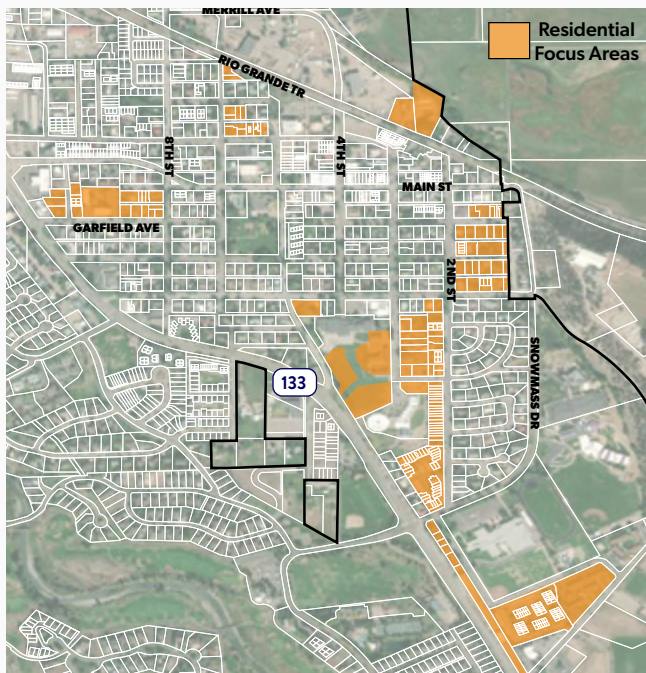 MERRILL AVE
Residential
Focus Areas
RIO GRANDE TR
8TH ST
4TH ST
MAIN ST
GARFIELD AVE
2ND ST
SNOWMASS DR
133